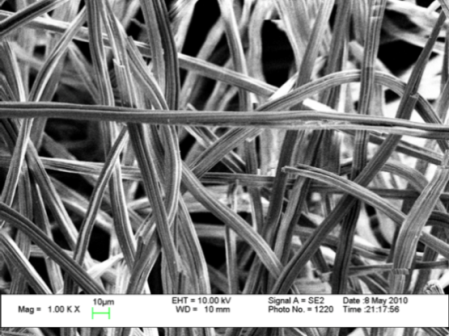 10µm
Mag = 1.00 K X
EHT = 10.00 kV
WD = 10 mm
Signal A = SE2
Photo No. = 1220
Date :8 May 2010
Time :21:17:56